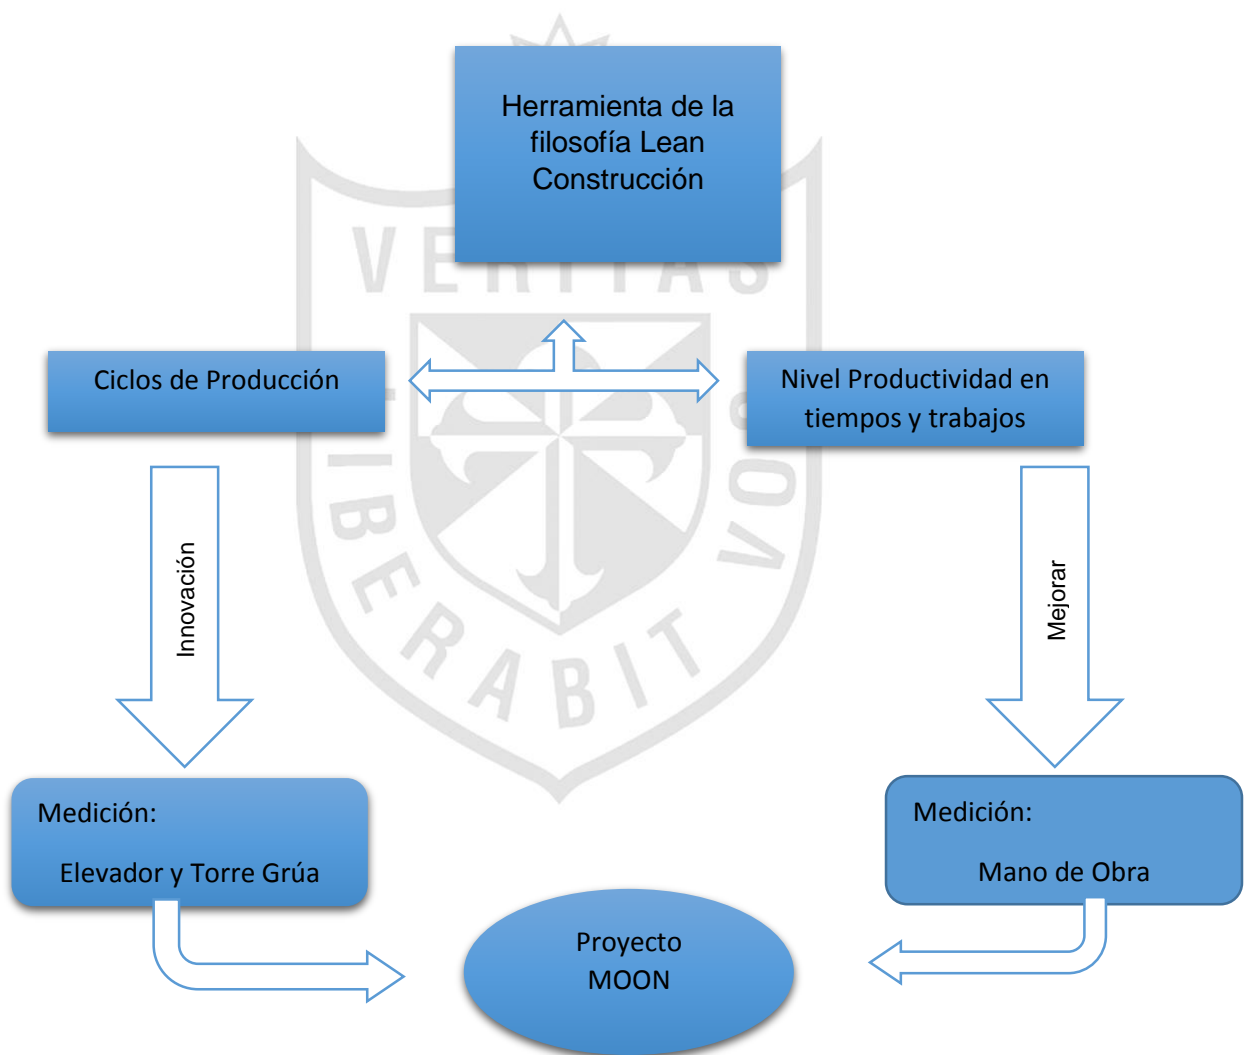 Herramienta de la
filosofía Lean
Construcción
VERITAS
Ciclos de Producción
Nivel Productividad en
tiempos y trabajos
LIBERABIT
VOS
Innovación
Mejorar
Medición:
Elevador y Torre Grúa
Medición:
Mano de Obra
Proyecto
MOON